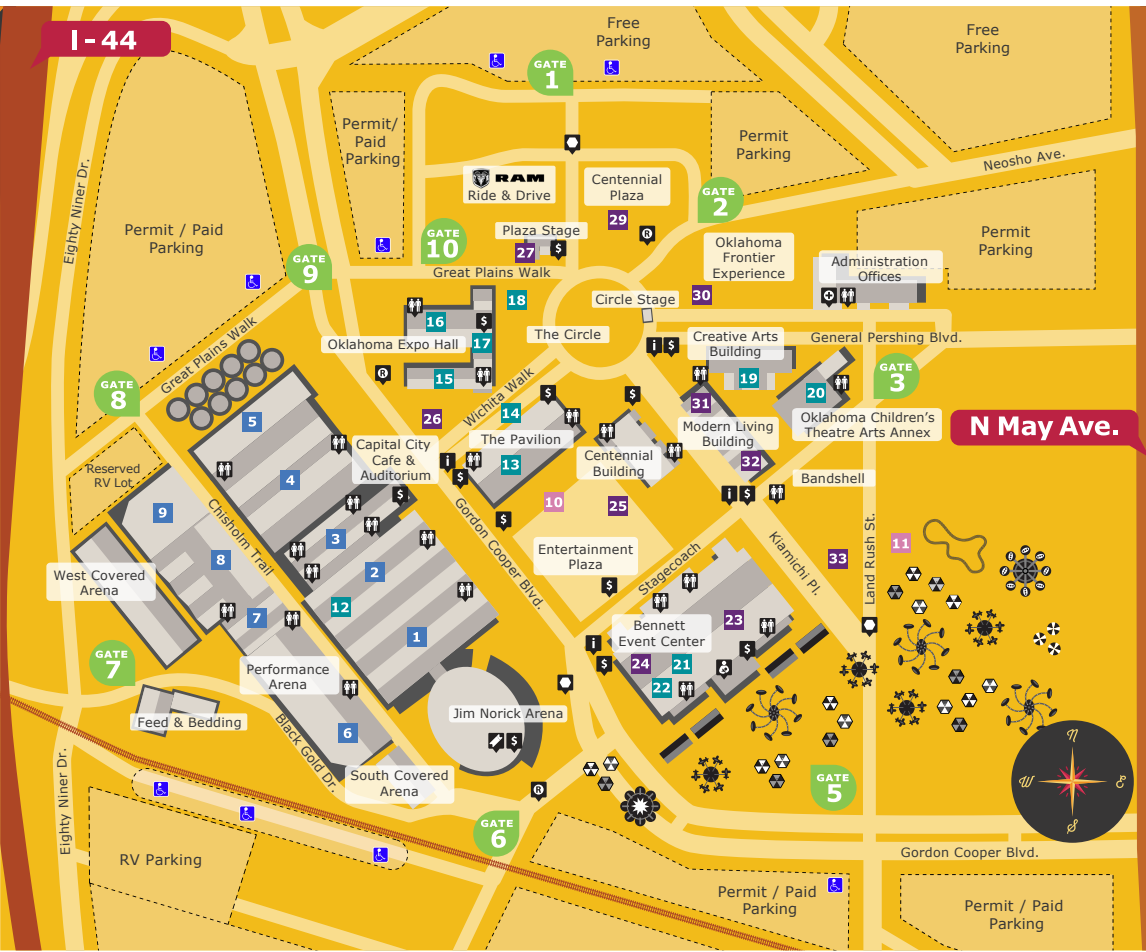 I - 44
Free
Parking
Free
Parking
GATE
1
Permit/
Paid
Parking
Permit
Parking
Neosho Ave.
Eighty Niner Dr.
RAM
Ride & Drive
Centennial
Plaza
GATE
2
29
R
Permit / Paid
Parking
GATE
10
Plaza Stage
27
$
Oklahoma
Frontier
Experience
Permit
Parking
GATE
9
Great Plains Walk
Administration
Offices
18
Circle Stage
30
16
$
The Circle
Oklahoma Expo Hall
17
i
$
Creative Arts
Building
General Pershing Blvd.
Great Plains Walk
R
15
19
GATE
3
GATE
8
Wichita Walk
$
$
20
31
5
26
14
Oklahoma Children's
Theatre Arts Annex
N May Ave.
Capital City
Cafe &
Auditorium
The Pavilion
Modern Living
Building
Reserved
RV Lot
i
$
13
Centennial
Building
32
4
Bandshell
$
10
25
i
$
9
Chisholm Trail
Gordon Cooper Blvd.
$
3
Entertainment
Plaza
Stagecoach
Kiamichi Pl.
33
Land Rush St.
11
8
2
West Covered
Arena
$
12
7
1
Bennett
Event Center
23
i
$
24
21
$
22
GATE
7
Performance
Arena
Feed & Bedding
Jim Norick Arena
$
6
Black Gold Dr.
South Covered
Arena
R
GATE
5
N
W
E
S
Eighty Niner Dr.
GATE
6
RV Parking
Gordon Cooper Blvd.
Permit / Paid
Parking
Permit / Paid
Parking